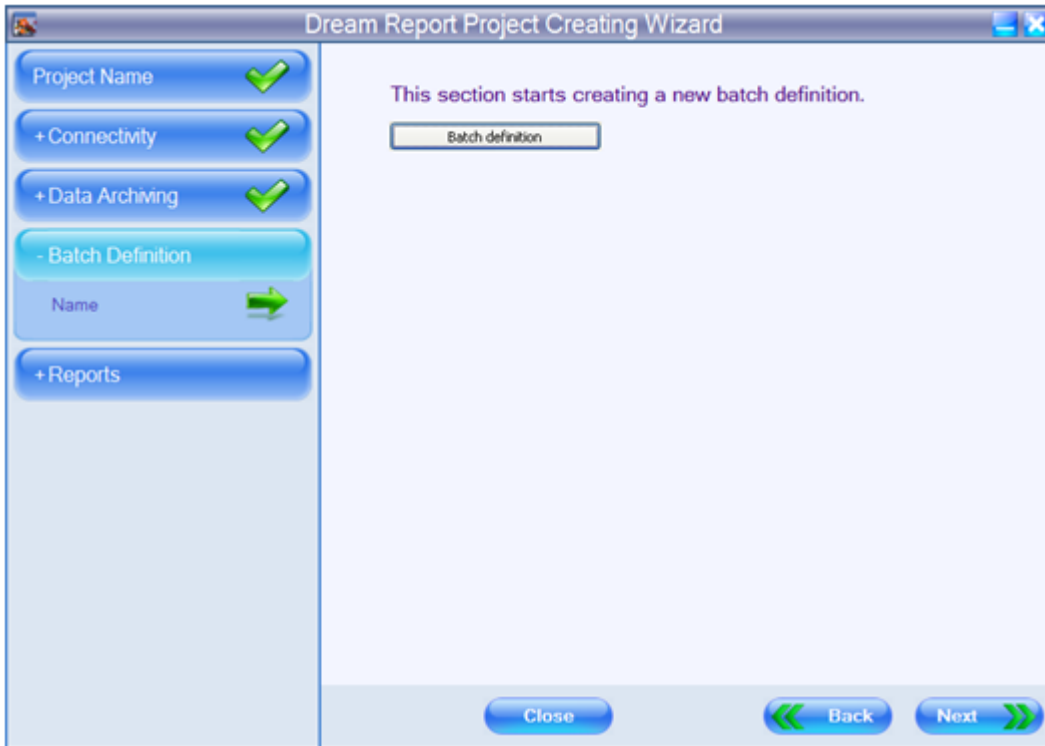 Dream Report Project Creating Wizard
Project Name
+Connectivity
+Data Archiving
- Batch Definition
Name
+Reports
This section starts creating a new batch definition.
Batch definition
Close
Back
Next